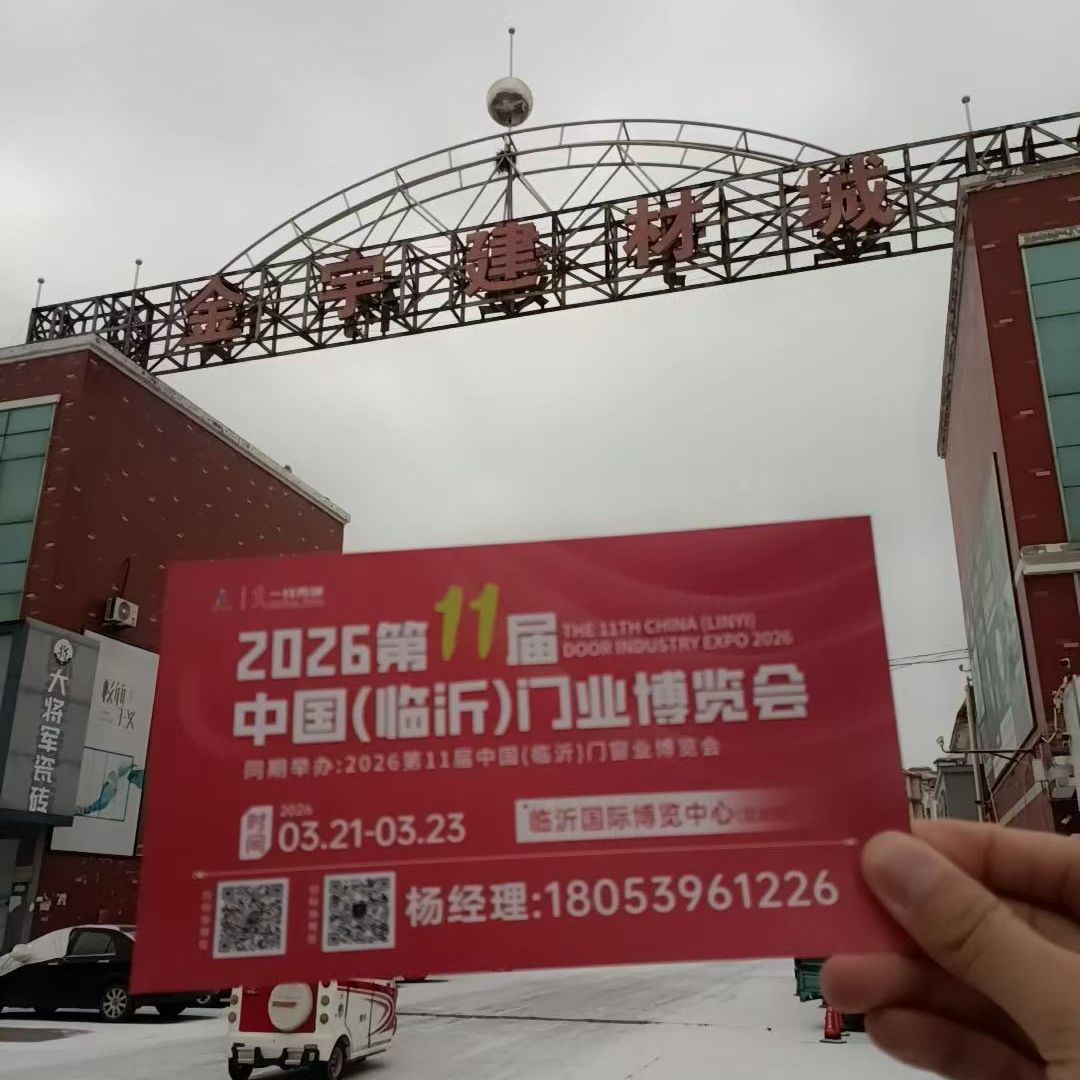 金宇建材城
大将军瓷砖
2026第11届
THE 11TH CHINA (LINYI)
DOOR INDUSTRY EXPO 2026
中国(临沂)门业博览会
同期举办:2026第11届中国(临沂)门窗业博览会
时间
2026
03.21-03.23
临沂国际博览中心
杨经理:18053961226